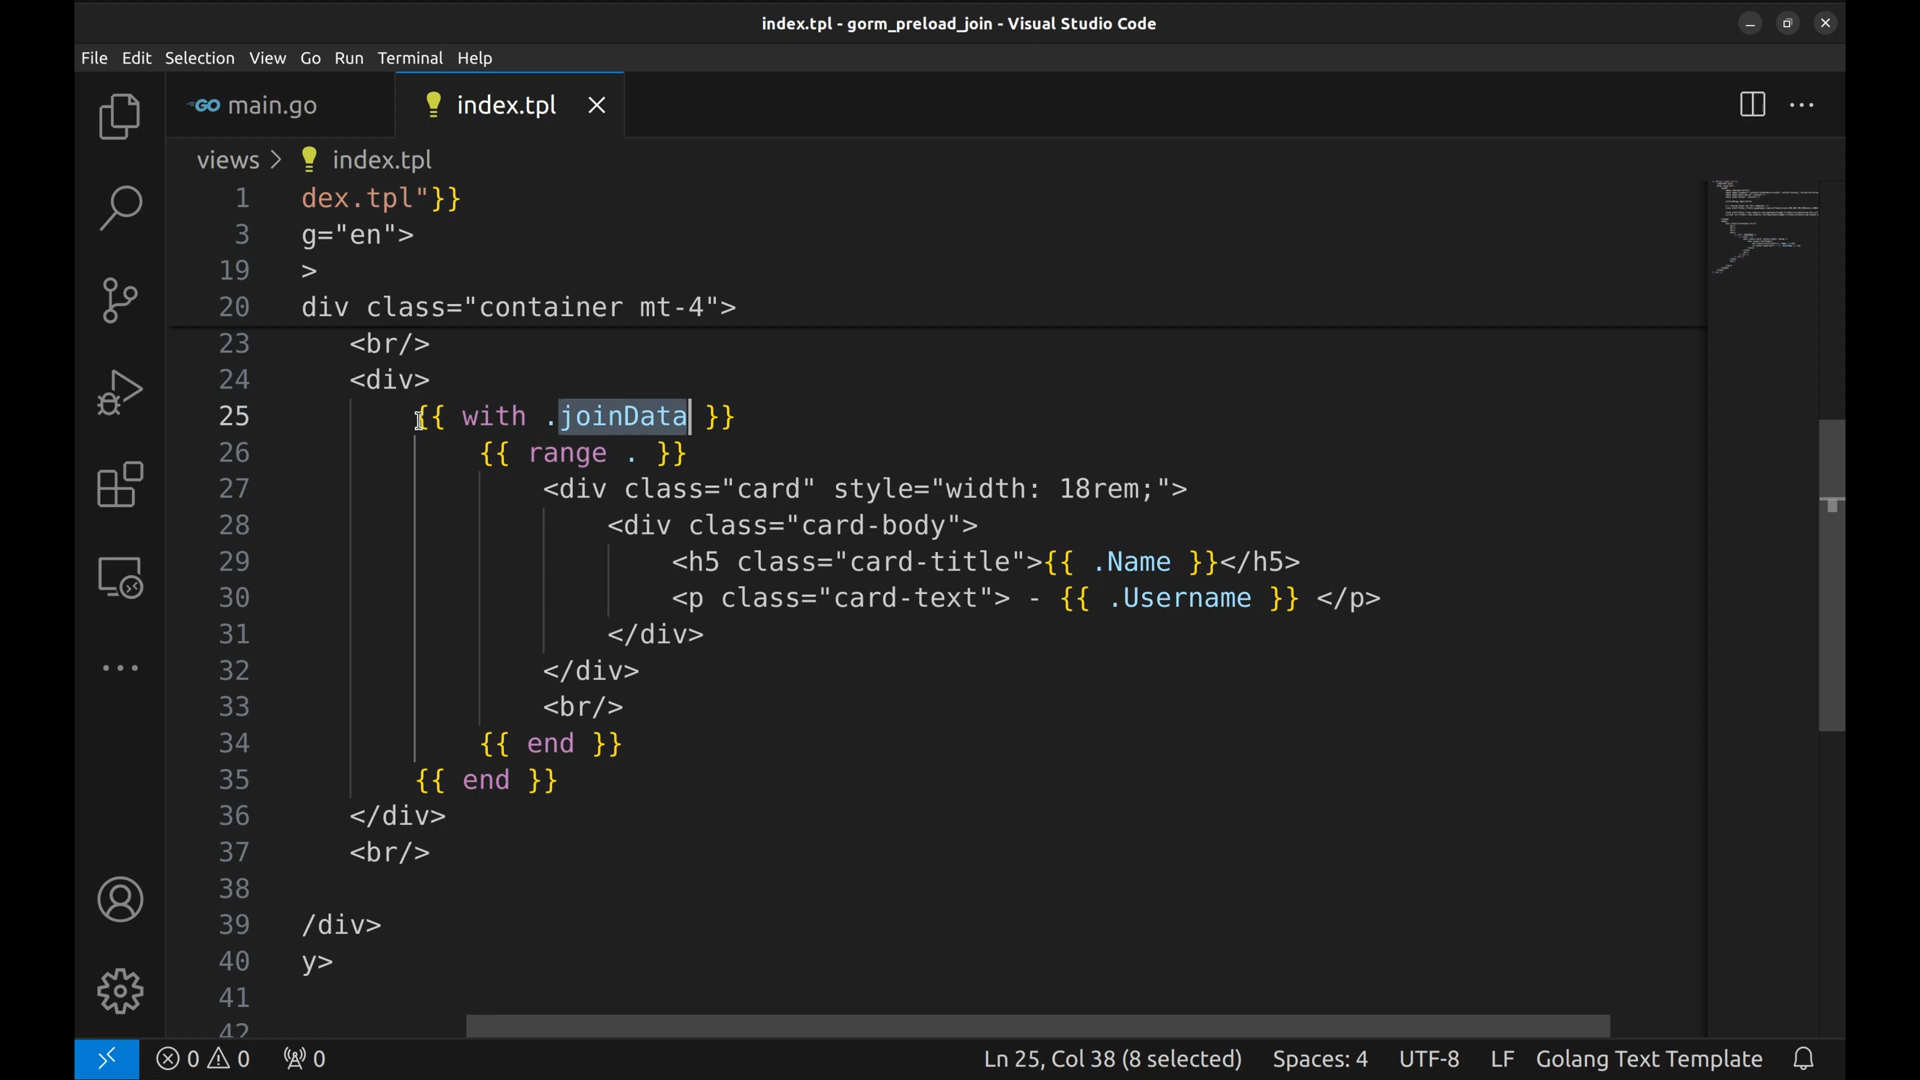 index.tpl - gorm_preload_join - Visual Studio Code
File Edit Selection View Go Run Terminal Help
GO main.go index.tpl
views > index.tpl
1 dex.tpl"}}
3 g="en">
19 >
20 div class="container mt-4">
23 <br/>
24 <div>
25 {{ with .joinData }}
26 {{ range . }}
27 <div class="card" style="width: 18rem;">
28 <div class="card-body">
29 <h5 class="card-title">{{ .Name }}</h5>
30 <p class="card-text"> - {{ .Username }} </p>
31 </div>
32 </div>
33 <br/>
34 {{ end }}
35 {{ end }}
36 </div>
37 <br/>
38
39 /div>
40 y>
41
42
0 0 0 Ln 25, Col 38 (8 selected) Spaces: 4 UTF-8 LF Golang Text Template